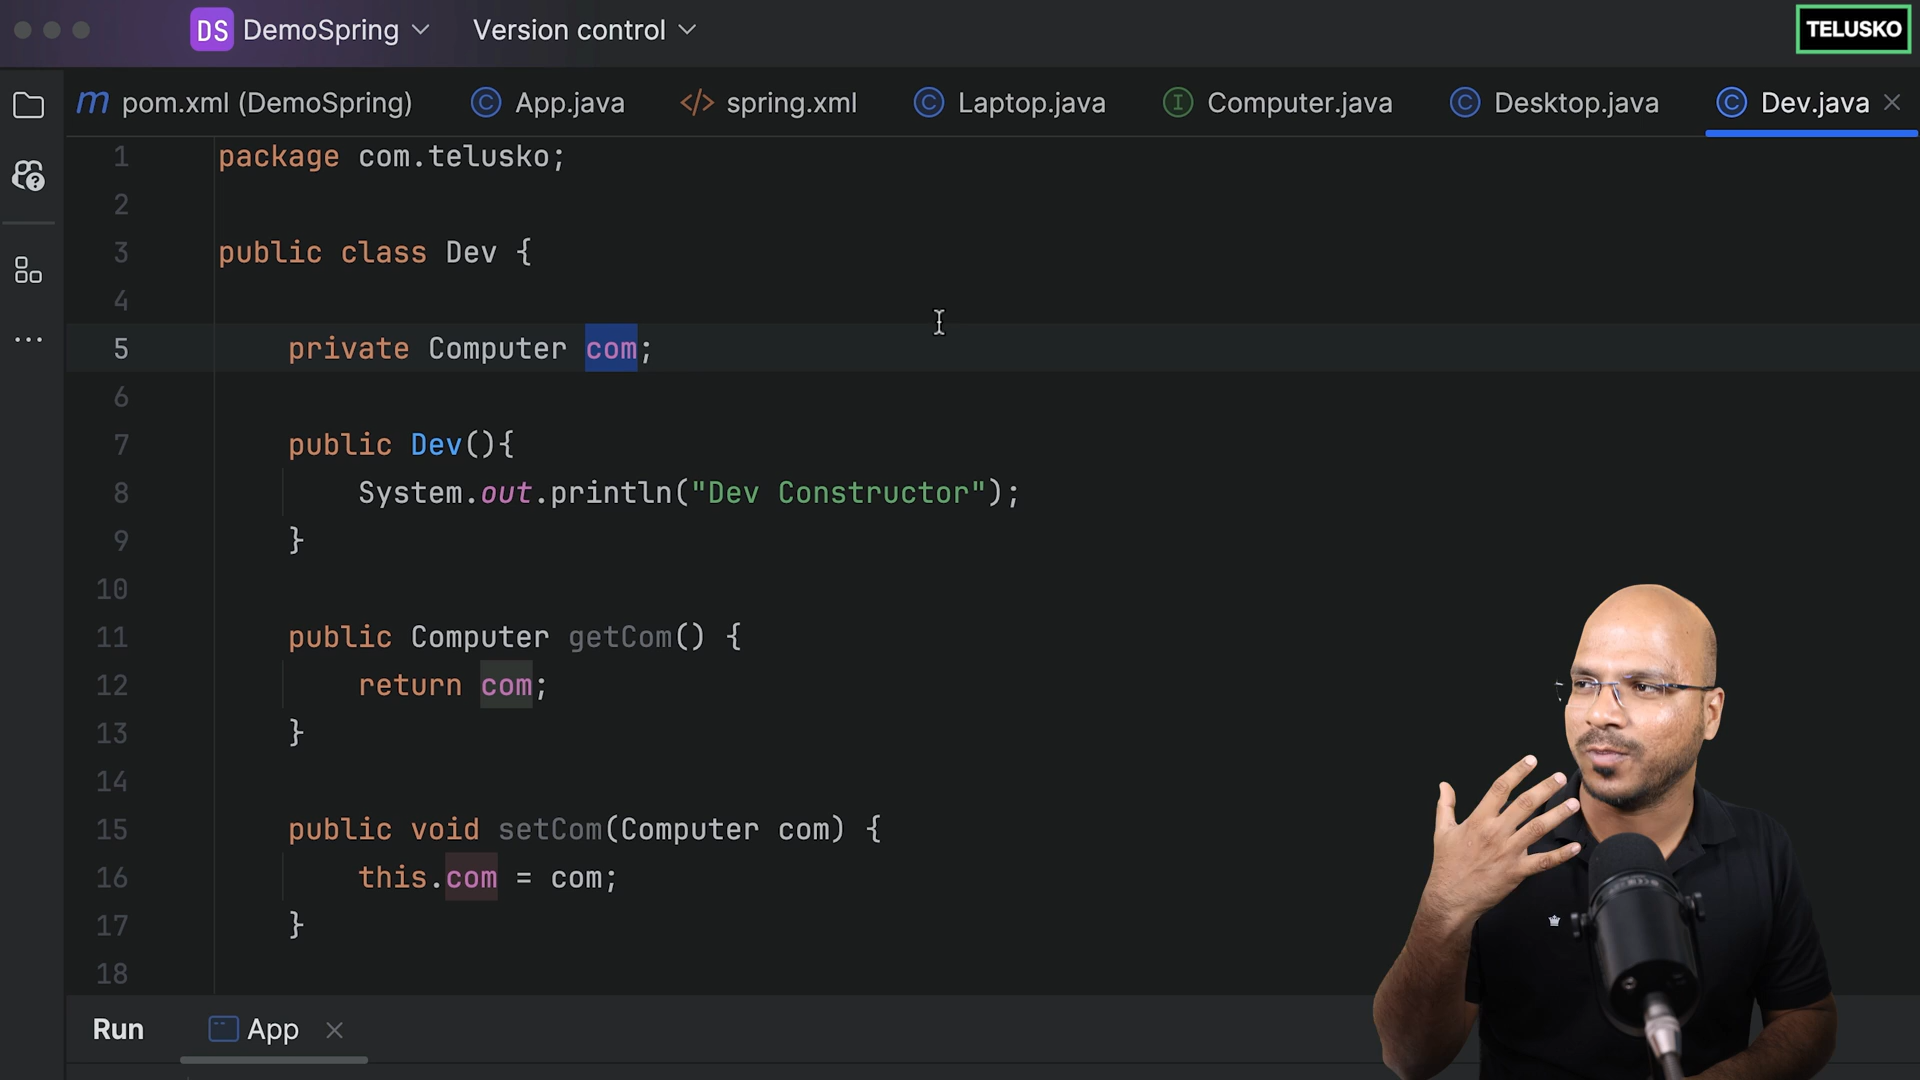 DS DemoSpring Version control
TELUSKO
m pom.xml (DemoSpring) C App.java </> spring.xml C Laptop.java I Computer.java C Desktop.java C Dev.java
1 package com.telusko;
2
3 public class Dev {
4
5 private Computer com;
6
7 public Dev(){
8 System.out.println("Dev Constructor");
9 }
10
11 public Computer getCom() {
12 return com;
13 }
14
15 public void setCom(Computer com) {
16 this.com = com;
17 }
18
Run App